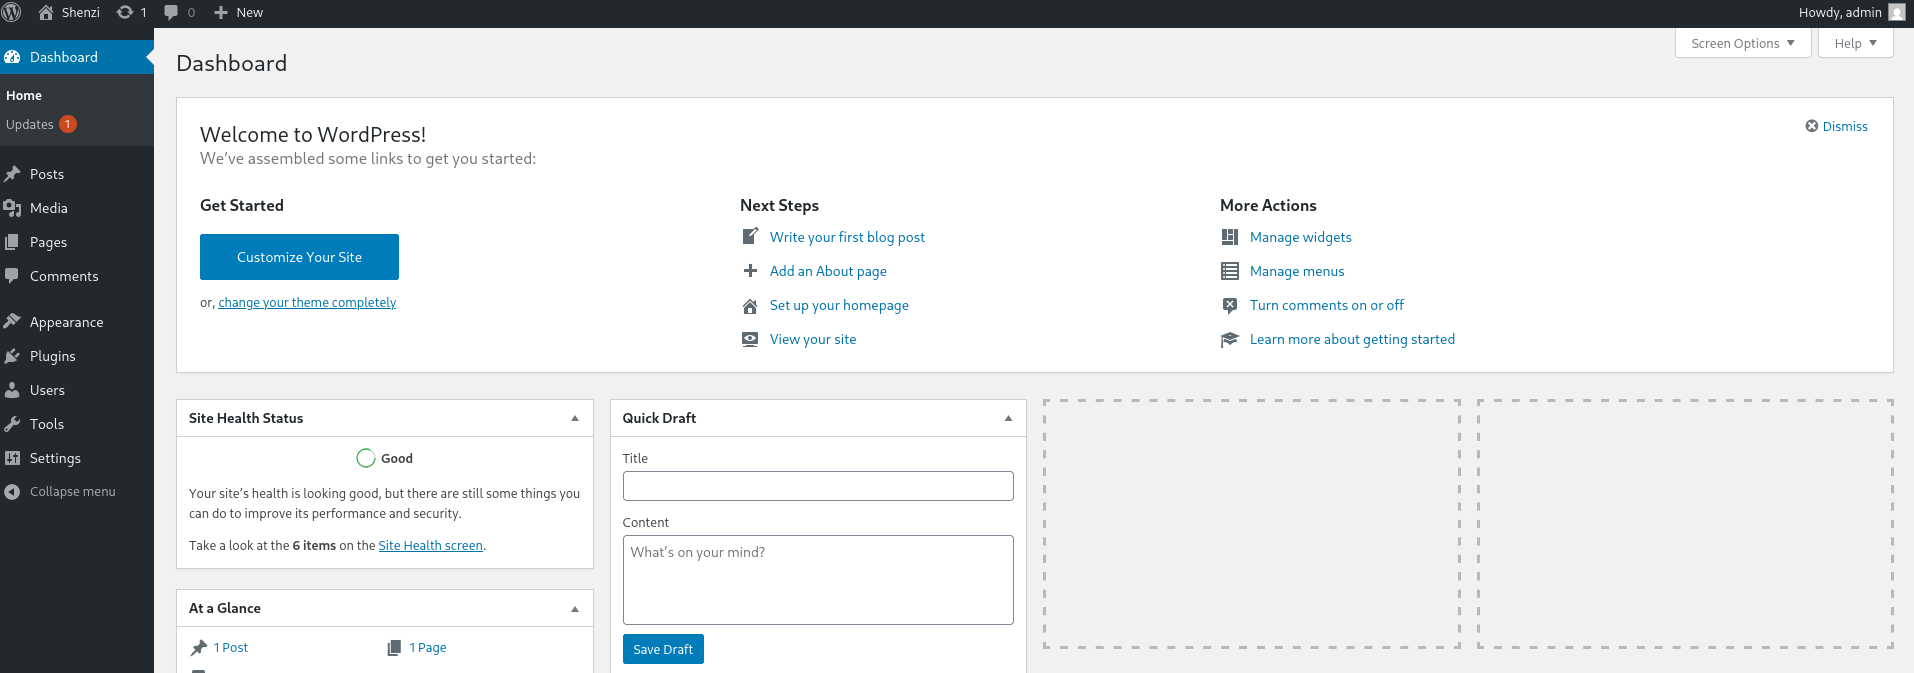 Shenzi 1 0 New Howdy, admin
Screen Options Help
Dashboard
Home
Updates 1
Posts
Media
Pages
Comments
Appearance
Plugins
Users
Tools
Settings
Collapse menu
Dashboard
Welcome to WordPress!
We've assembled some links to get you started:
Dismiss
Get Started
Customize Your Site
or, change your theme completely
Next Steps
Write your first blog post
Add an About page
Set up your homepage
View your site
More Actions
Manage widgets
Manage menus
Turn comments on or off
Learn more about getting started
Site Health Status
Good
Your site's health is looking good, but there are still some things you
can do to improve its performance and security.
Take a look at the 6 items on the Site Health screen.
At a Glance
1 Post 1 Page
Quick Draft
Title
Content
What's on your mind?
Save Draft